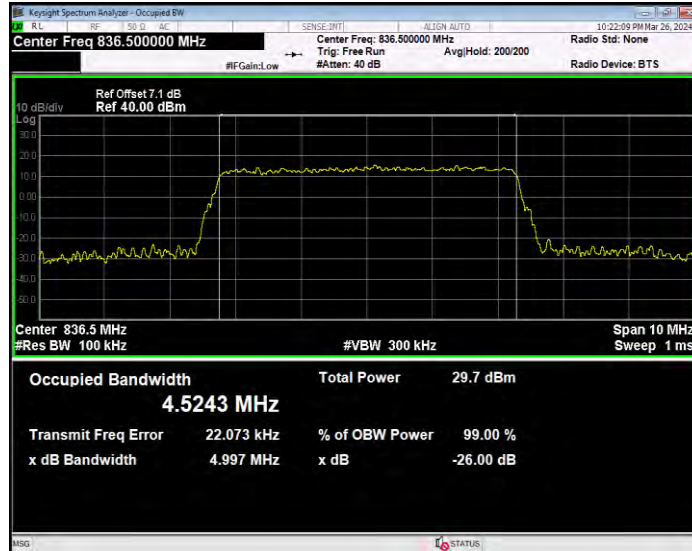 Keysight Spectrum Analyzer - Occupied BW
RL RF 50 Ω AC SENSE:INT ALIGN AUTO 10:22:09 PM Mar 26, 2024
Center Freq 836.500000 MHz Center Freq: 836.500000 MHz Radio Std: None
Trig: Free Run Avg|Hold: 200/200
#IFGain:Low #Atten: 40 dB Radio Device: BTS
Ref Offset 7.1 dB
10 dB/div Ref 40.00 dBm
Log
30.0
20.0
10.0
0.00
-10.0
-20.0
-30.0
-40.0
-50.0
Center 836.5 MHz Span 10 MHz
#Res BW 100 kHz #VBW 300 kHz Sweep 1 ms
Occupied Bandwidth Total Power 29.7 dBm
4.5243 MHz
Transmit Freq Error 22.073 kHz % of OBW Power 99.00 %
x dB Bandwidth 4.997 MHz x dB -26.00 dB
MSG STATUS